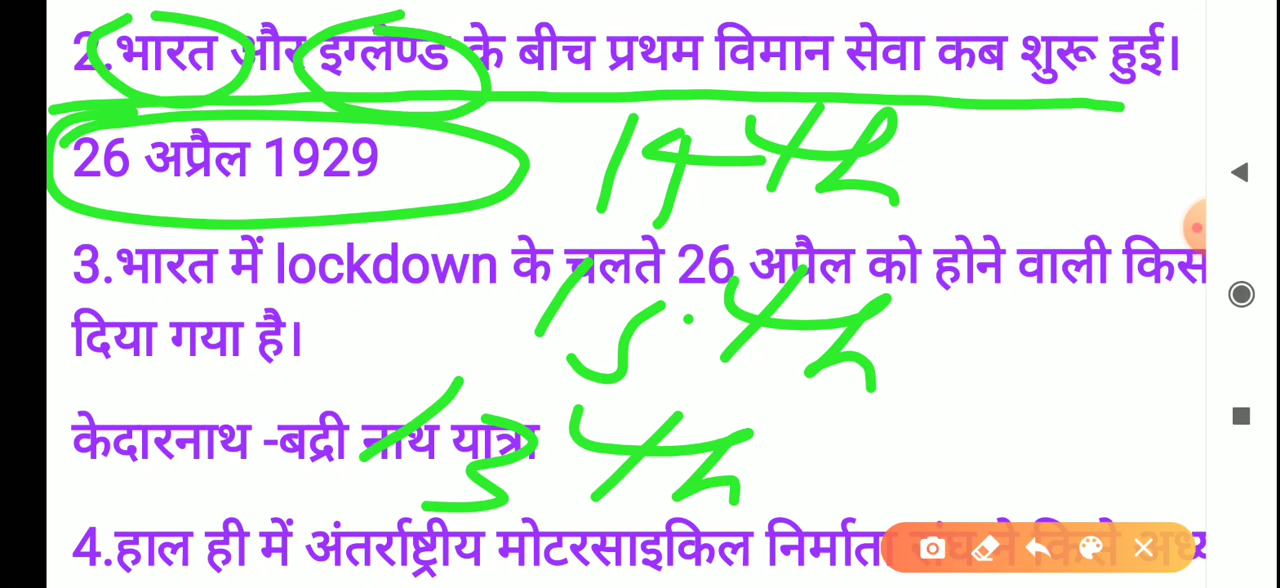 2.भारत और इग्लेण्ड के बीच प्रथम विमान सेवा कब शुरू हुई।
26 अप्रैल 1929
3.भारत में lockdown के चलते 26 अप्रैल को होने वाली किस
दिया गया है।
केदारनाथ -बद्री नाथ यात्रा
4.हाल ही में अंतर्राष्ट्रीय मोटरसाइकिल निर्माता संघ ने किसे